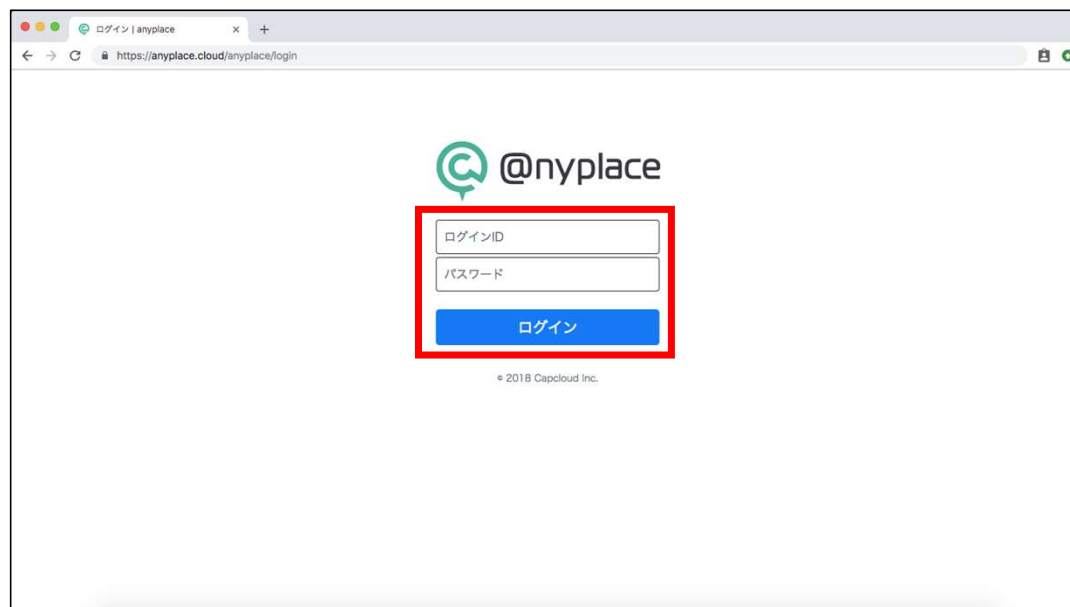 ログイン | anyplace
https://anyplace.cloud/anyplace/login
@nyplace
ログインID
パスワード
ログイン
© 2018 Capcloud Inc.